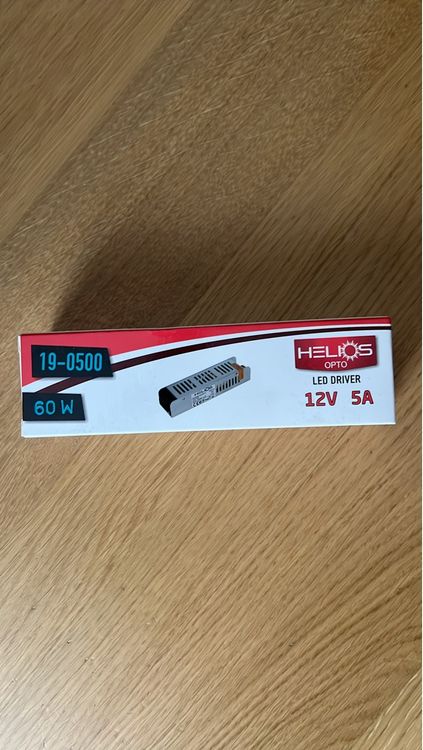 19-0500
60 W
HELIOS
OPTO
LED DRIVER
12V 5A